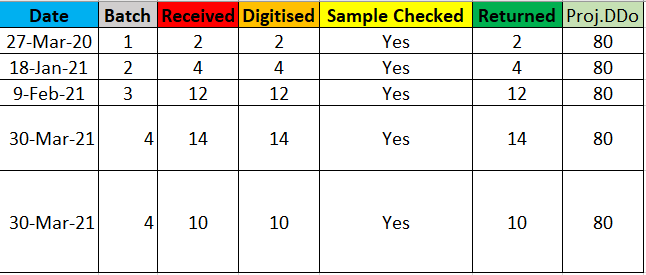 Date Batch Received Digitised Sample Checked Returned Proj.DDo
27-Mar-20 1 2 2 Yes 2 80
18-Jan-21 2 4 4 Yes 4 80
9-Feb-21 3 12 12 Yes 12 80
30-Mar-21 4 14 14 Yes 14 80
30-Mar-21 4 10 10 Yes 10 80